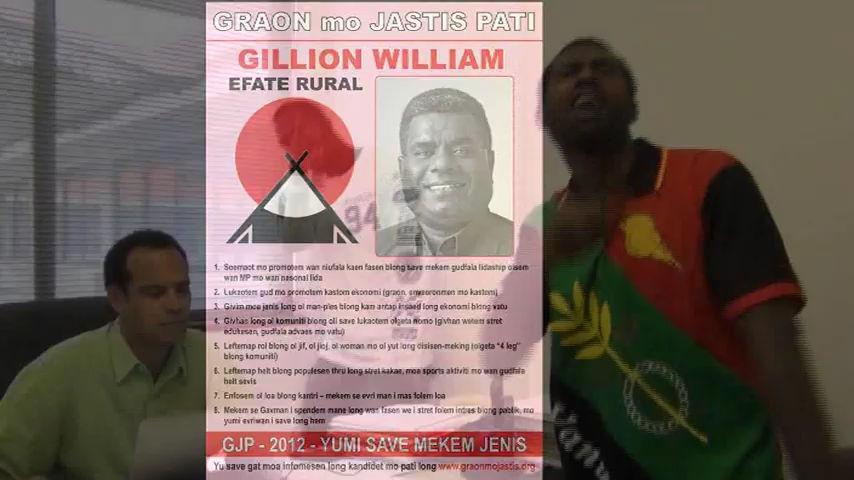 GRAON mo JASTIS PATI
GILLION WILLIAM
EFATE RURAL
94
1. Soemaot mo promotem wan niufala kaen fasen blong save mekem gudfala lidaship olsem
wan MP mo wan nasonal lida
2. Lukaotem gud mo promotem kastom ekonomi (graon, environmen mo kastom)
3. Givim moa janis long ol man-ples blong kam antap insaed long ekonomi blong vatu
4. Givhan long ol komuniti blong oli save lukaotem olgeta nomo (givhan wetem stret
edukesen, gudfala advaes mo vatu)
5. Leftemap rol blong ol jif, ol jioj, ol woman mo ol yut long disisen-meking (olgeta "4 leg"
blong komuniti)
6. Leftemap helt blong populesen thru long stret kakae, moa sports aktiviti mo wan gudfala
helt sevis
7. Enfosem ol loa blong kantri – mekem se evri man i mas folem loa
8. Mekem se Gavman i spendem mane long wan fasen we i stret folem intres blong pablik, mo
yumi evriwan i save long hem
GJP - 2012 - YUMI SAVE MEKEM JENIS
Yu save gat moa infomesen long kandidet mo pati long www.graonmojastis.org